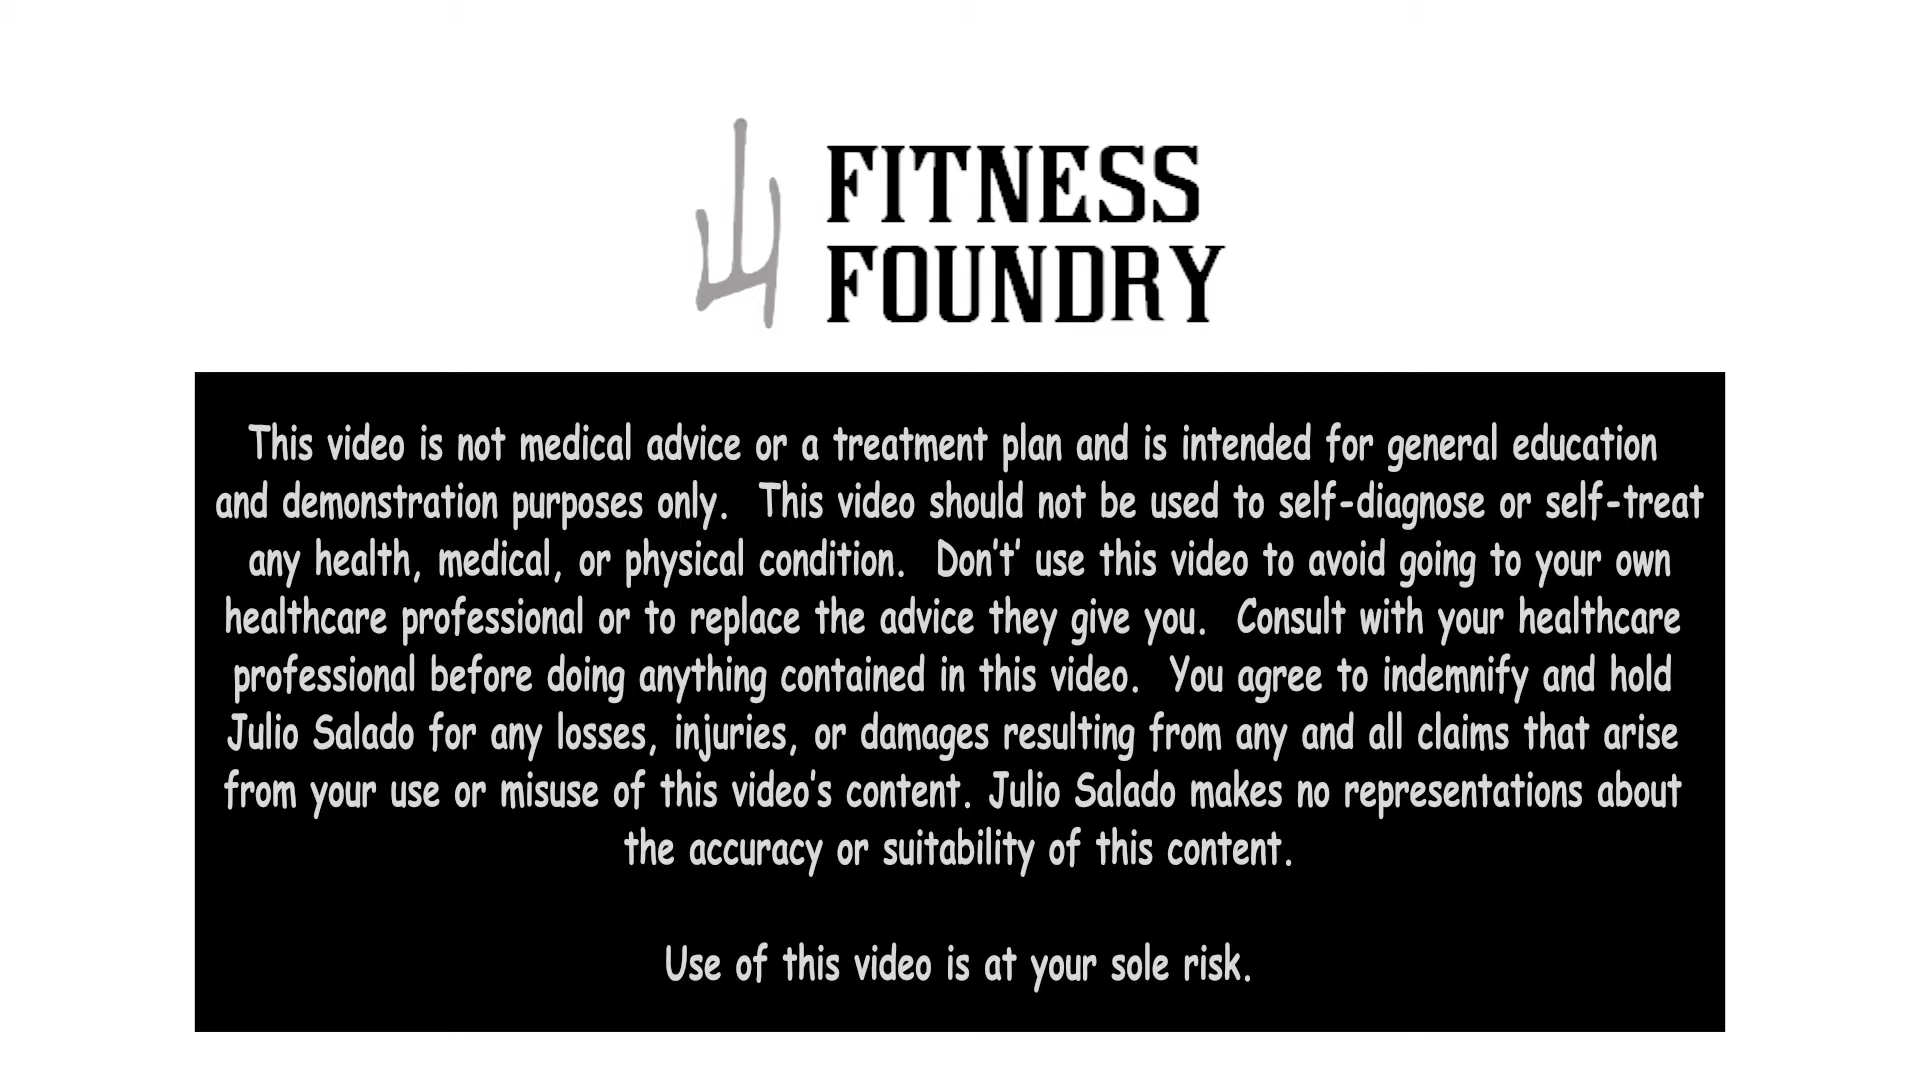 FITNESS
FOUNDRY
This video is not medical advice or a treatment plan and is intended for general education
and demonstration purposes only.  This video should not be used to self-diagnose or self-treat
any health, medical, or physical condition.  Don't' use this video to avoid going to your own
healthcare professional or to replace the advice they give you.  Consult with your healthcare
professional before doing anything contained in this video.  You agree to indemnify and hold
Julio Salado for any losses, injuries, or damages resulting from any and all claims that arise
from your use or misuse of this video's content. Julio Salado makes no representations about
the accuracy or suitability of this content.
Use of this video is at your sole risk.